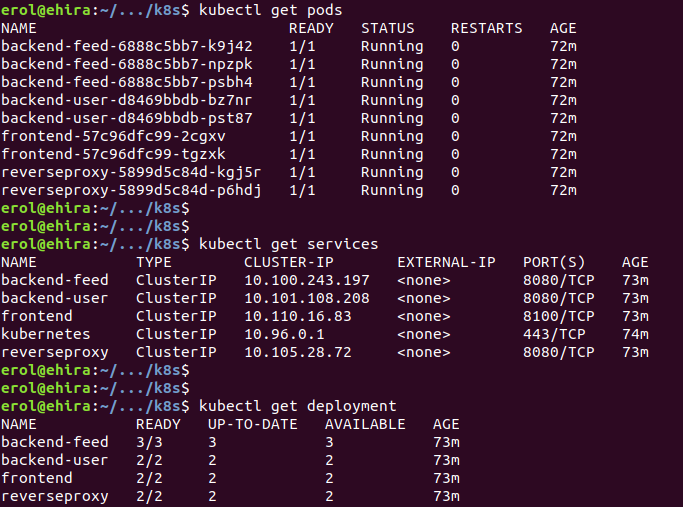 erol@ehira:~/.../k8s$ kubectl get pods
NAME                            READY   STATUS    RESTARTS   AGE
backend-feed-6888c5bb7-k9j42    1/1     Running   0          72m
backend-feed-6888c5bb7-npzpk    1/1     Running   0          72m
backend-feed-6888c5bb7-psbh4    1/1     Running   0          72m
backend-user-d8469bbdb-bz7nr    1/1     Running   0          72m
backend-user-d8469bbdb-pst87    1/1     Running   0          72m
frontend-57c96dfc99-2cgxv       1/1     Running   0          72m
frontend-57c96dfc99-tgzxk       1/1     Running   0          72m
reverseproxy-5899d5c84d-kgj5r   1/1     Running   0          72m
reverseproxy-5899d5c84d-p6hdj   1/1     Running   0          72m
erol@ehira:~/.../k8s$
erol@ehira:~/.../k8s$
erol@ehira:~/.../k8s$ kubectl get services
NAME           TYPE        CLUSTER-IP       EXTERNAL-IP   PORT(S)    AGE
backend-feed   ClusterIP   10.100.243.197   <none>        8080/TCP   73m
backend-user   ClusterIP   10.101.108.208   <none>        8080/TCP   73m
frontend       ClusterIP   10.110.16.83     <none>        8100/TCP   73m
kubernetes     ClusterIP   10.96.0.1        <none>        443/TCP    74m
reverseproxy   ClusterIP   10.105.28.72     <none>        8080/TCP   73m
erol@ehira:~/.../k8s$
erol@ehira:~/.../k8s$
erol@ehira:~/.../k8s$ kubectl get deployment
NAME           READY   UP-TO-DATE   AVAILABLE   AGE
backend-feed   3/3     3            3           73m
backend-user   2/2     2            2           73m
frontend       2/2     2            2           73m
reverseproxy   2/2     2            2           73m